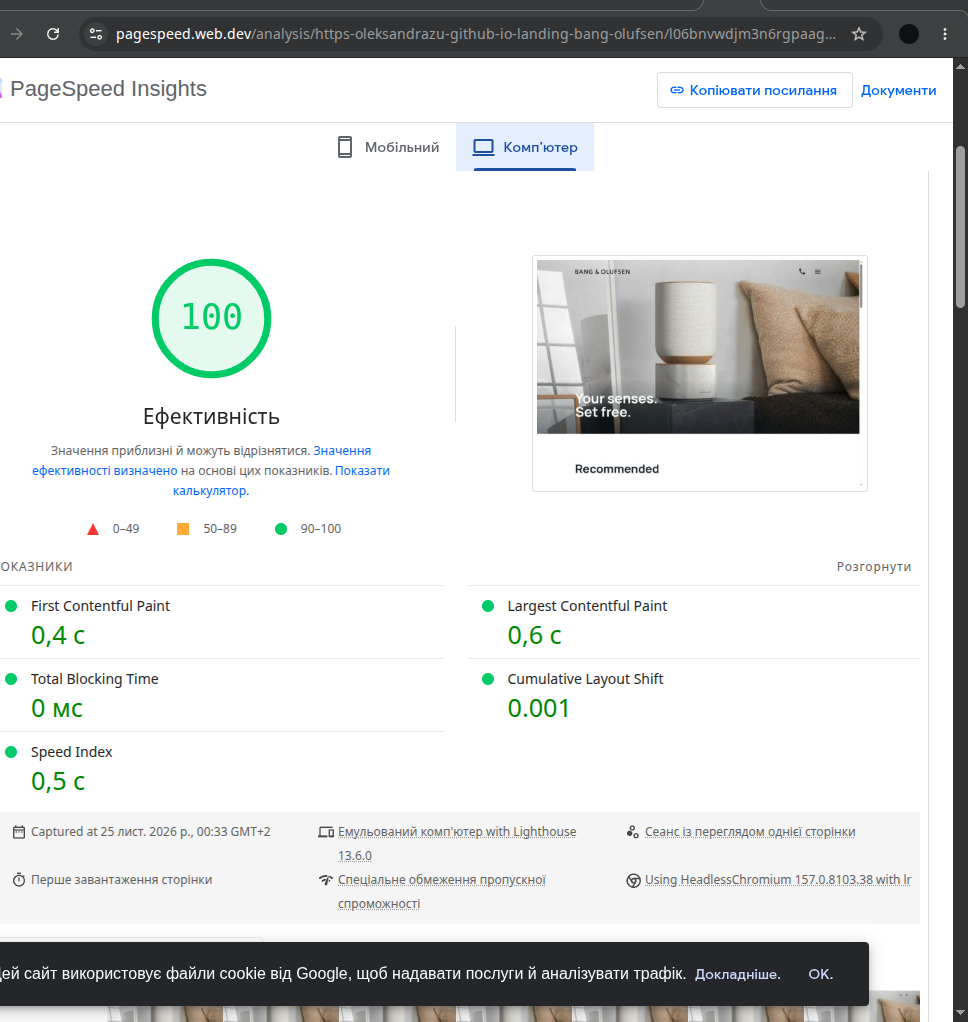 pagespeed.web.dev/analysis/https-oleksandrazu-github-io-landing-bang-olufsen/l06bnvwdjm3n6rgpaag...
PageSpeed Insights
Копіювати посилання
Документи
Мобільний
Комп'ютер
100
Ефективність
Значення приблизні й можуть відрізнятися. Значення
ефективності визначено на основі цих показників. Показати
калькулятор.
0–49
50–89
90–100
BANG & OLUFSEN
Your senses.
Set free.
Recommended
ОКАЗНИКИ
Розгорнути
First Contentful Paint
0,4 с
Largest Contentful Paint
0,6 с
Total Blocking Time
0 мс
Cumulative Layout Shift
0.001
Speed Index
0,5 с
Captured at 25 лист. 2026 р., 00:33 GMT+2
Емульований комп'ютер with Lighthouse
13.6.0
Сеанс із переглядом однієї сторінки
Перше завантаження сторінки
Спеціальне обмеження пропускної
спроможності
Using HeadlessChromium 157.0.8103.38 with lr
Цей сайт використовує файли cookie від Google, щоб надавати послуги й аналізувати трафік.
Докладніше.
OK.